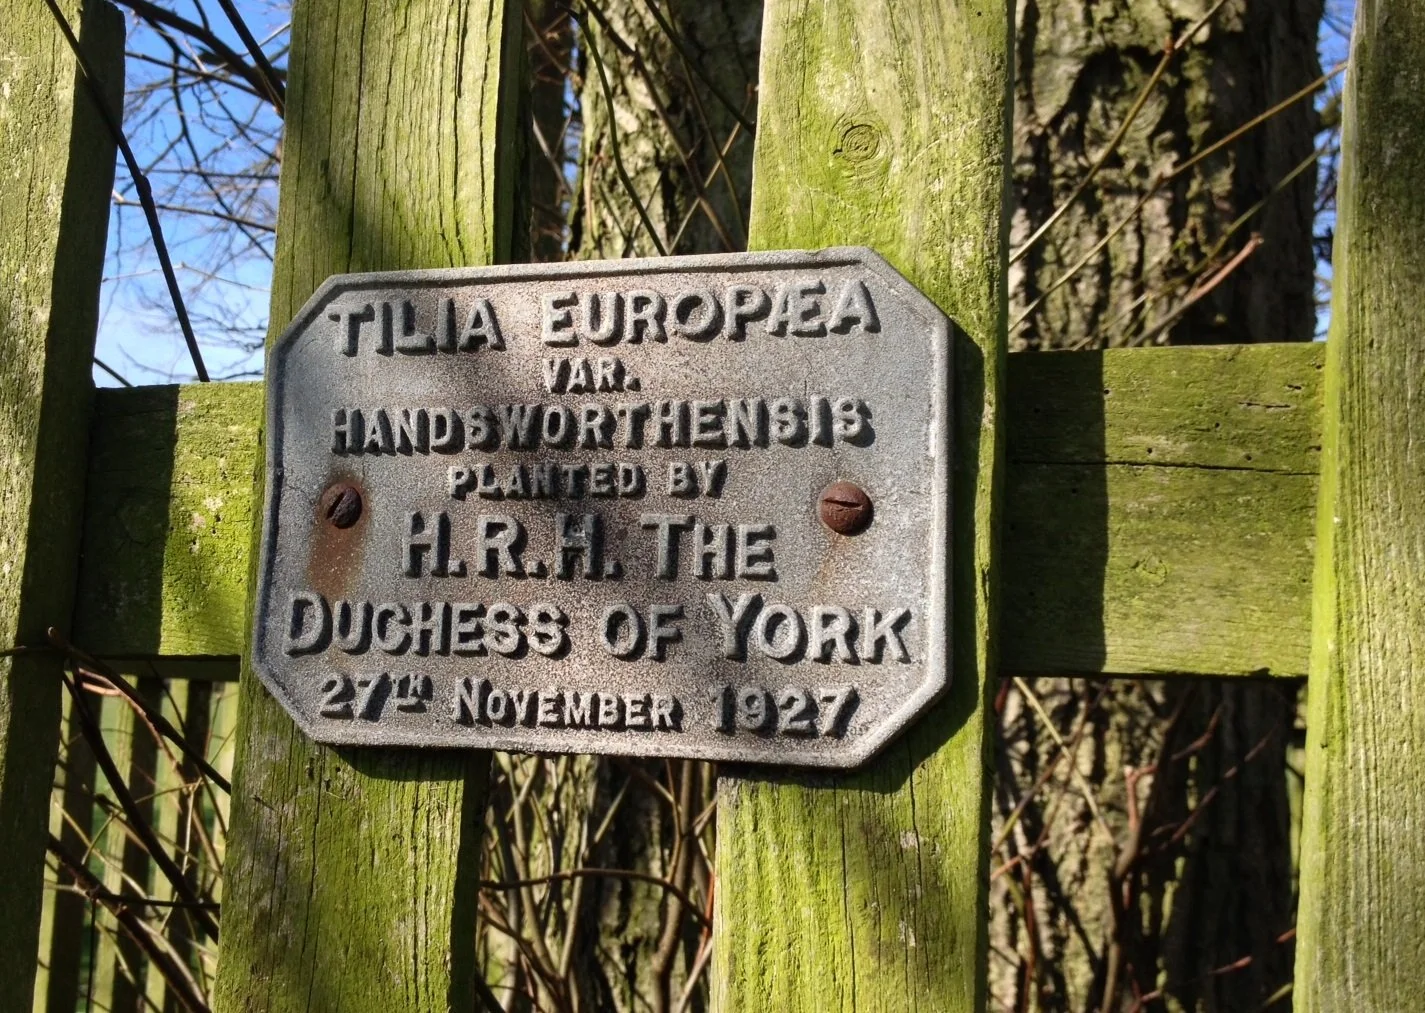 TILIA EUROPÆA
VAR.
HANDSWORTHENSIS
PLANTED BY
H.R.H. THE
DUCHESS OF YORK
27TH NOVEMBER 1927